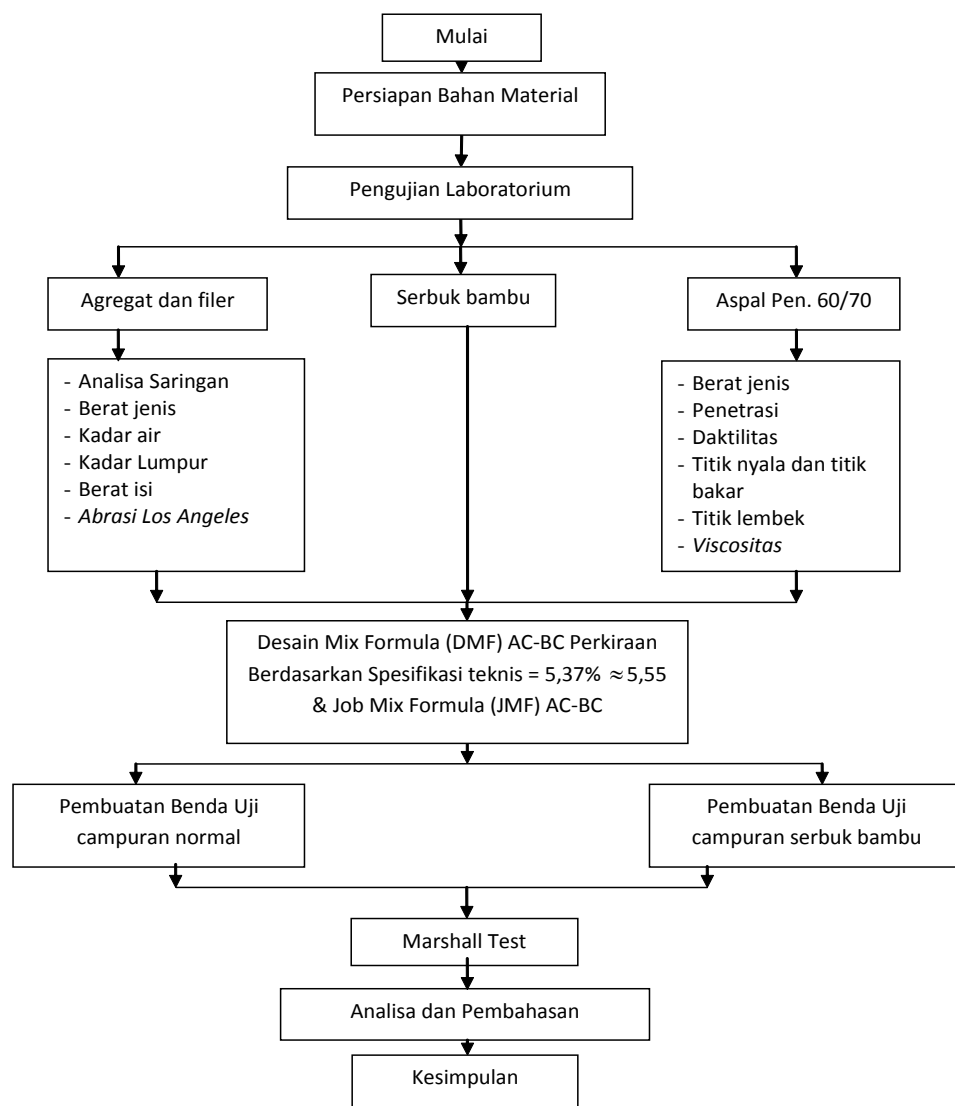 Mulai
Persiapan Bahan Material
Pengujian Laboratorium
Agregat dan filer
Serbuk bambu
Aspal Pen. 60/70
- Analisa Saringan
- Berat jenis
- Kadar air
- Kadar Lumpur
- Berat isi
- Abrasi Los Angeles
- Berat jenis
- Penetrasi
- Daktilitas
- Titik nyala dan titik
bakar
- Titik lembek
- Viscositas
Desain Mix Formula (DMF) AC-BC Perkiraan
Berdasarkan Spesifikasi teknis = 5,37% ≈ 5,55
& Job Mix Formula (JMF) AC-BC
Pembuatan Benda Uji
campuran normal
Pembuatan Benda Uji
campuran serbuk bambu
Marshall Test
Analisa dan Pembahasan
Kesimpulan